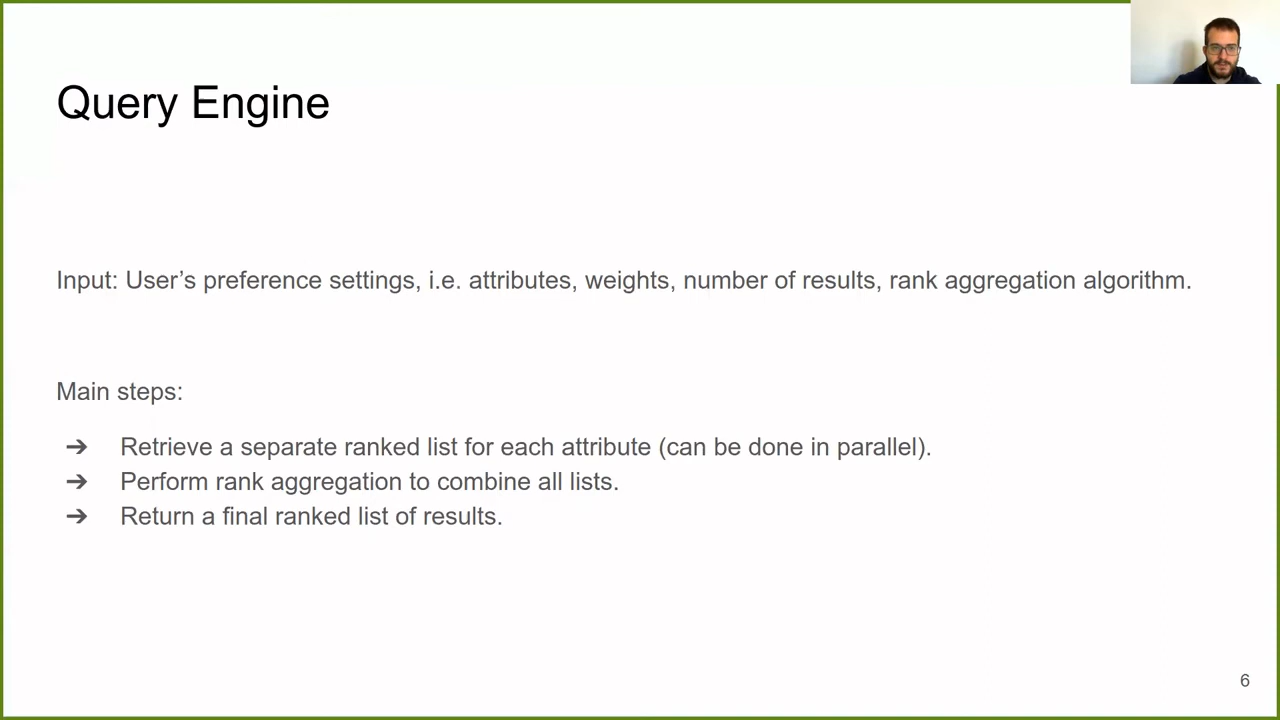 Query Engine
Input: User’s preference settings, i.e. attributes, weights, number of results, rank aggregation algorithm.
Main steps:
➔ Retrieve a separate ranked list for each attribute (can be done in parallel).
➔ Perform rank aggregation to combine all lists.
➔ Return a final ranked list of results.
6